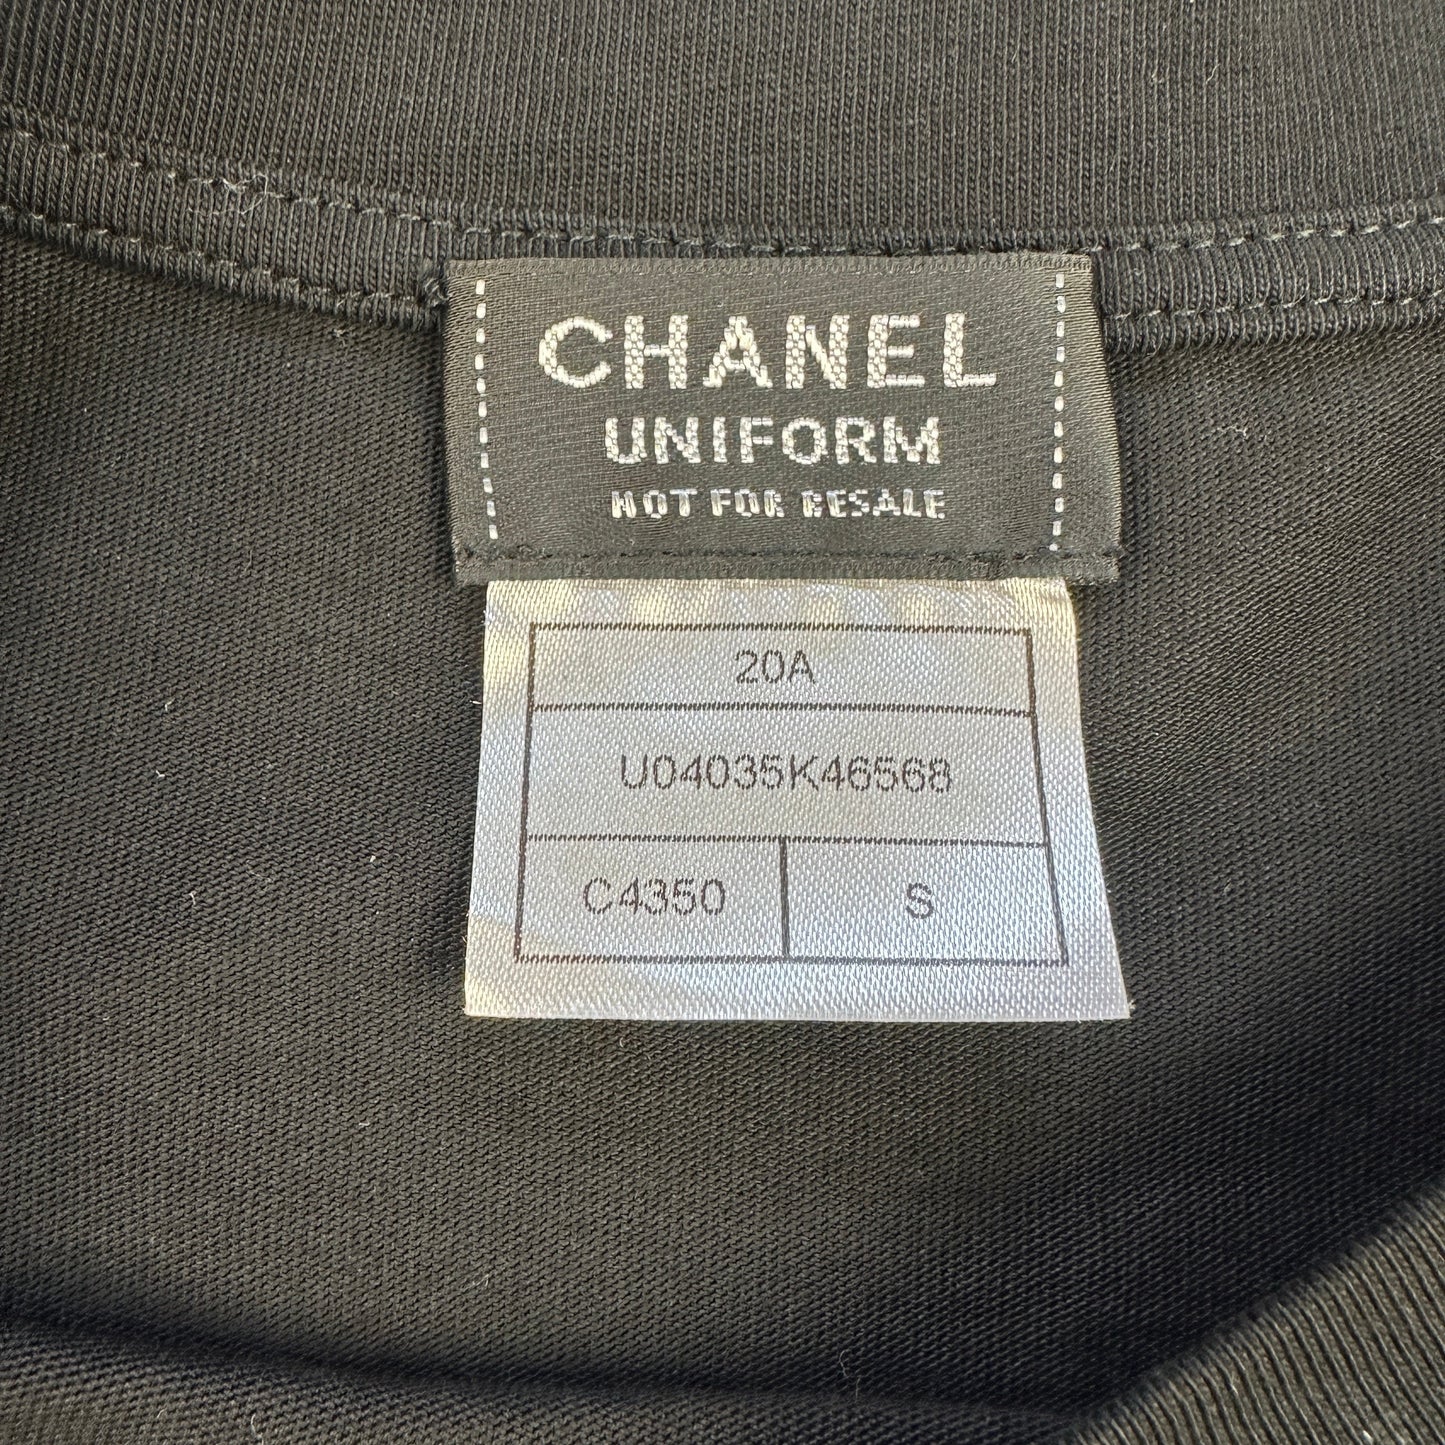 CHANEL
UNIFORM
NOT FOR RESALE
20A
U04035K46568
C4350 S